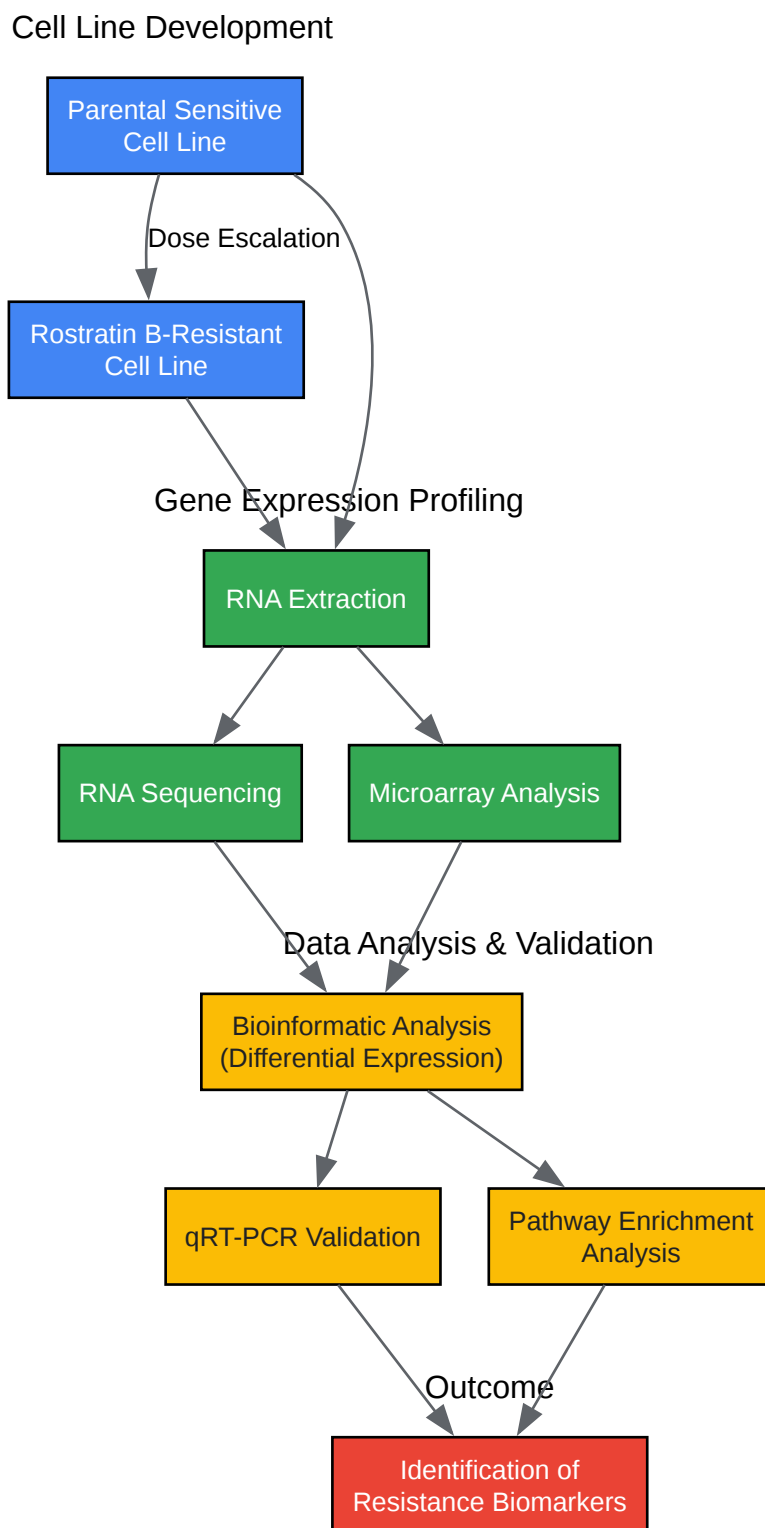 Cell Line Development
Parental Sensitive
Cell Line
Dose Escalation
Rostratin B-Resistant
Cell Line
Gene Expression Profiling
RNA Extraction
RNA Sequencing
Microarray Analysis
Data Analysis & Validation
Bioinformatic Analysis
(Differential Expression)
qRT-PCR Validation
Pathway Enrichment
Analysis
Outcome
Identification of
Resistance Biomarkers